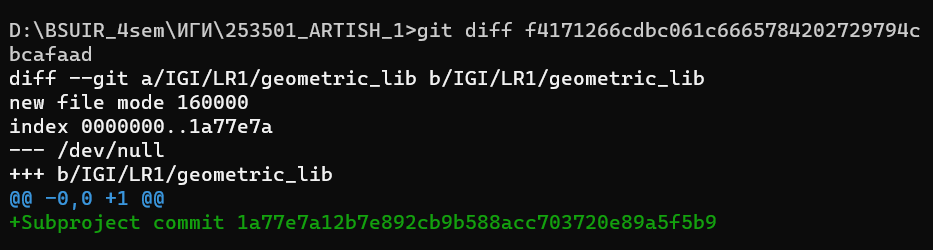 D:\BSUIR_4sem\ИГИ\253501_ARTISH_1>git diff f4171266cdbc061c6665784202729794c
bcafaad
diff --git a/IGI/LR1/geometric_lib b/IGI/LR1/geometric_lib
new file mode 160000
index 0000000..1a77e7a
--- /dev/null
+++ b/IGI/LR1/geometric_lib
@@ -0,0 +1 @@
+Subproject commit 1a77e7a12b7e892cb9b588acc703720e89a5f5b9